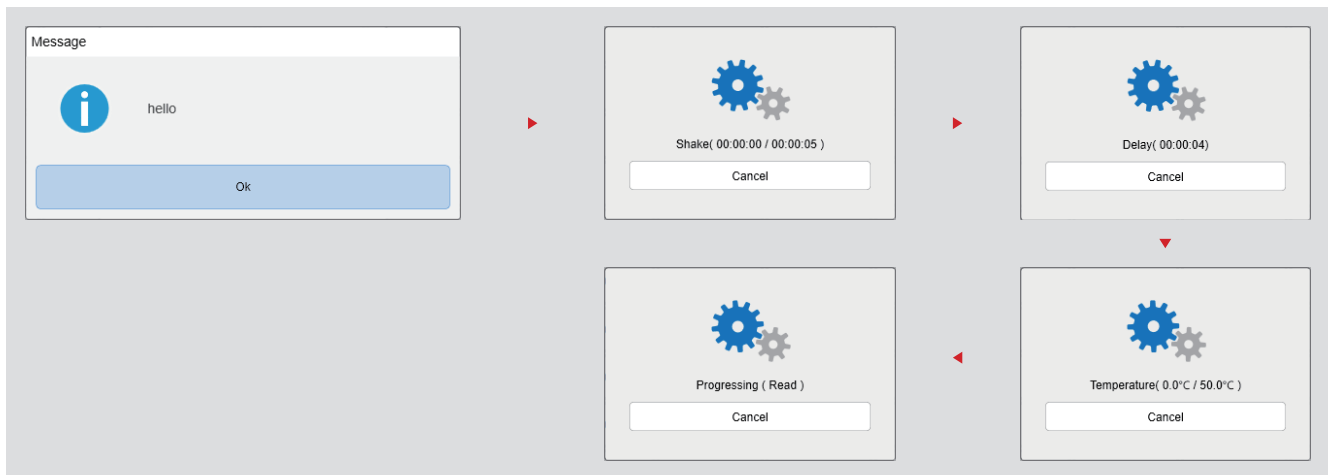 Message
hello
Ok
Shake( 00:00:00 / 00:00:05 )
Cancel
Delay( 00:00:04)
Cancel
Temperature( 0.0°C / 50.0°C )
Cancel
Progressing ( Read )
Cancel